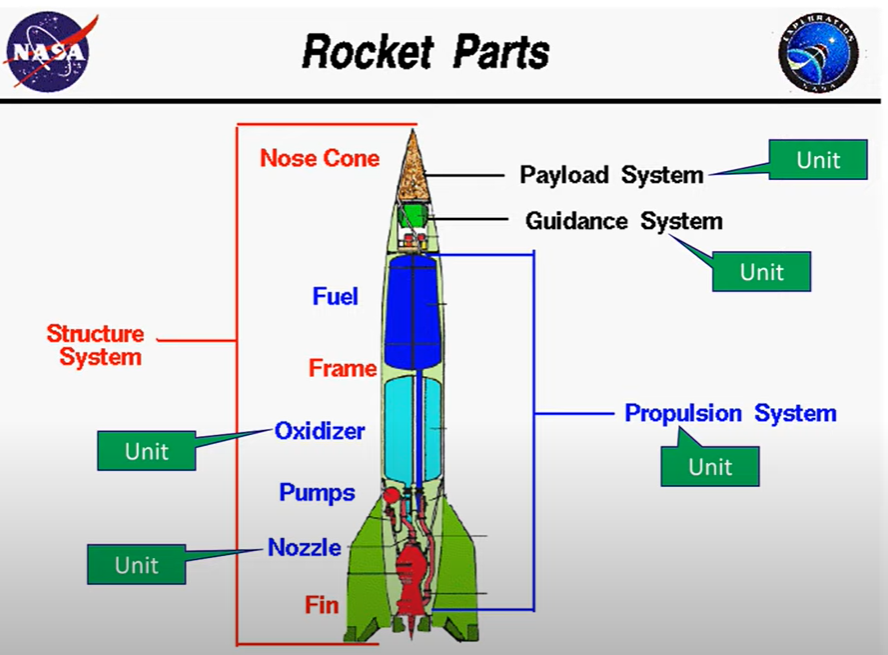 NASA
Rocket Parts
EXPLORATION
NASA
Nose Cone
Payload System
Unit
Guidance System
Unit
Fuel
Structure
System
Frame
Propulsion System
Unit
Oxidizer
Unit
Pumps
Nozzle
Unit
Fin